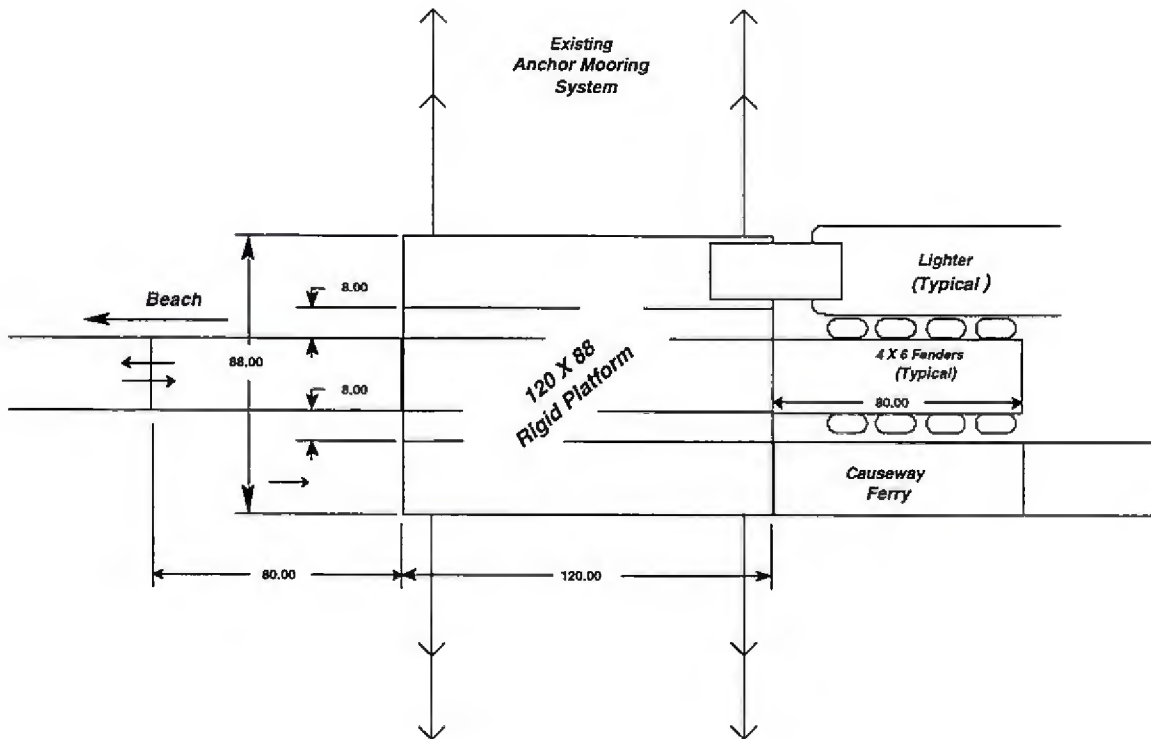 Existing
Anchor Mooring
System
Lighter
(Typical)
8.00
Beach
88.00
4 X 6 Fenders
(Typical)
8.00
80.00
120 X 88
Rigid Platform
Causeway
Ferry
80.00
120.00